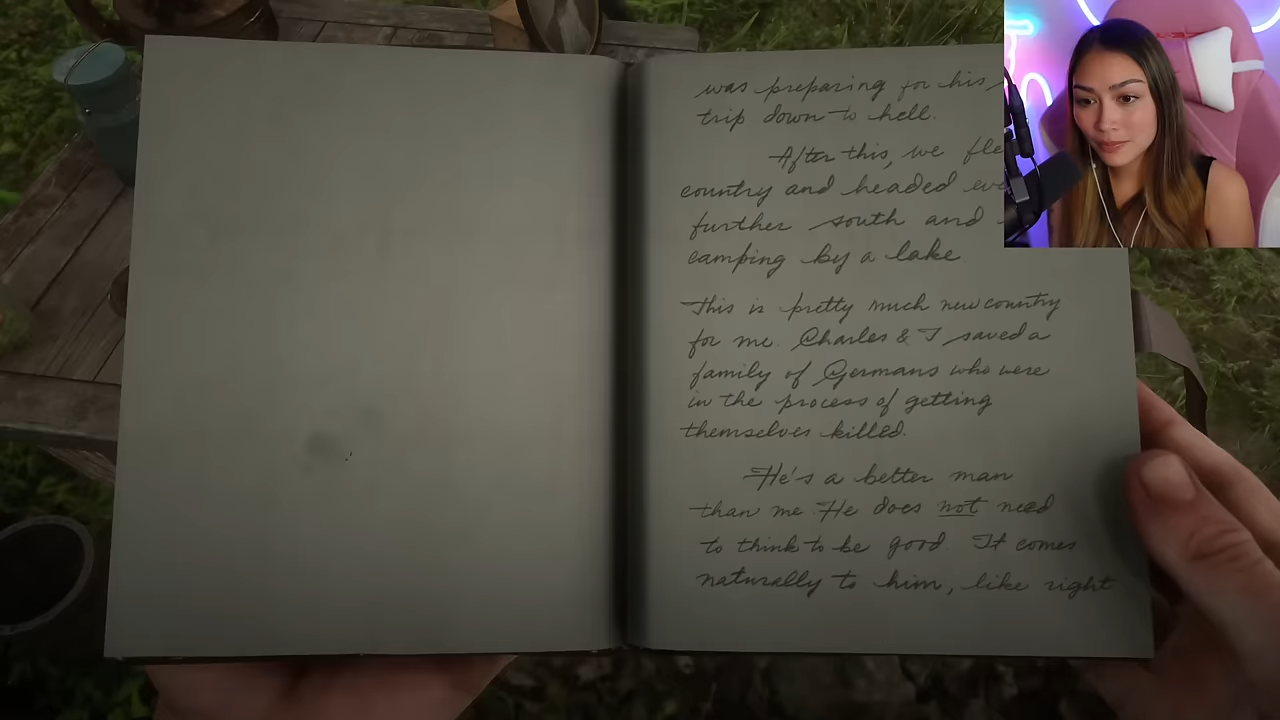 was preparing for his
trip down to hell.
After this, we
country and headed
further south and
camping by a lake
This is pretty much new country
for me. Charles & I saved a
family of Germans who were
in the process of getting
themselves killed.
He's a better man
than me. He does not need
to think to be good. It comes
naturally to him, like right